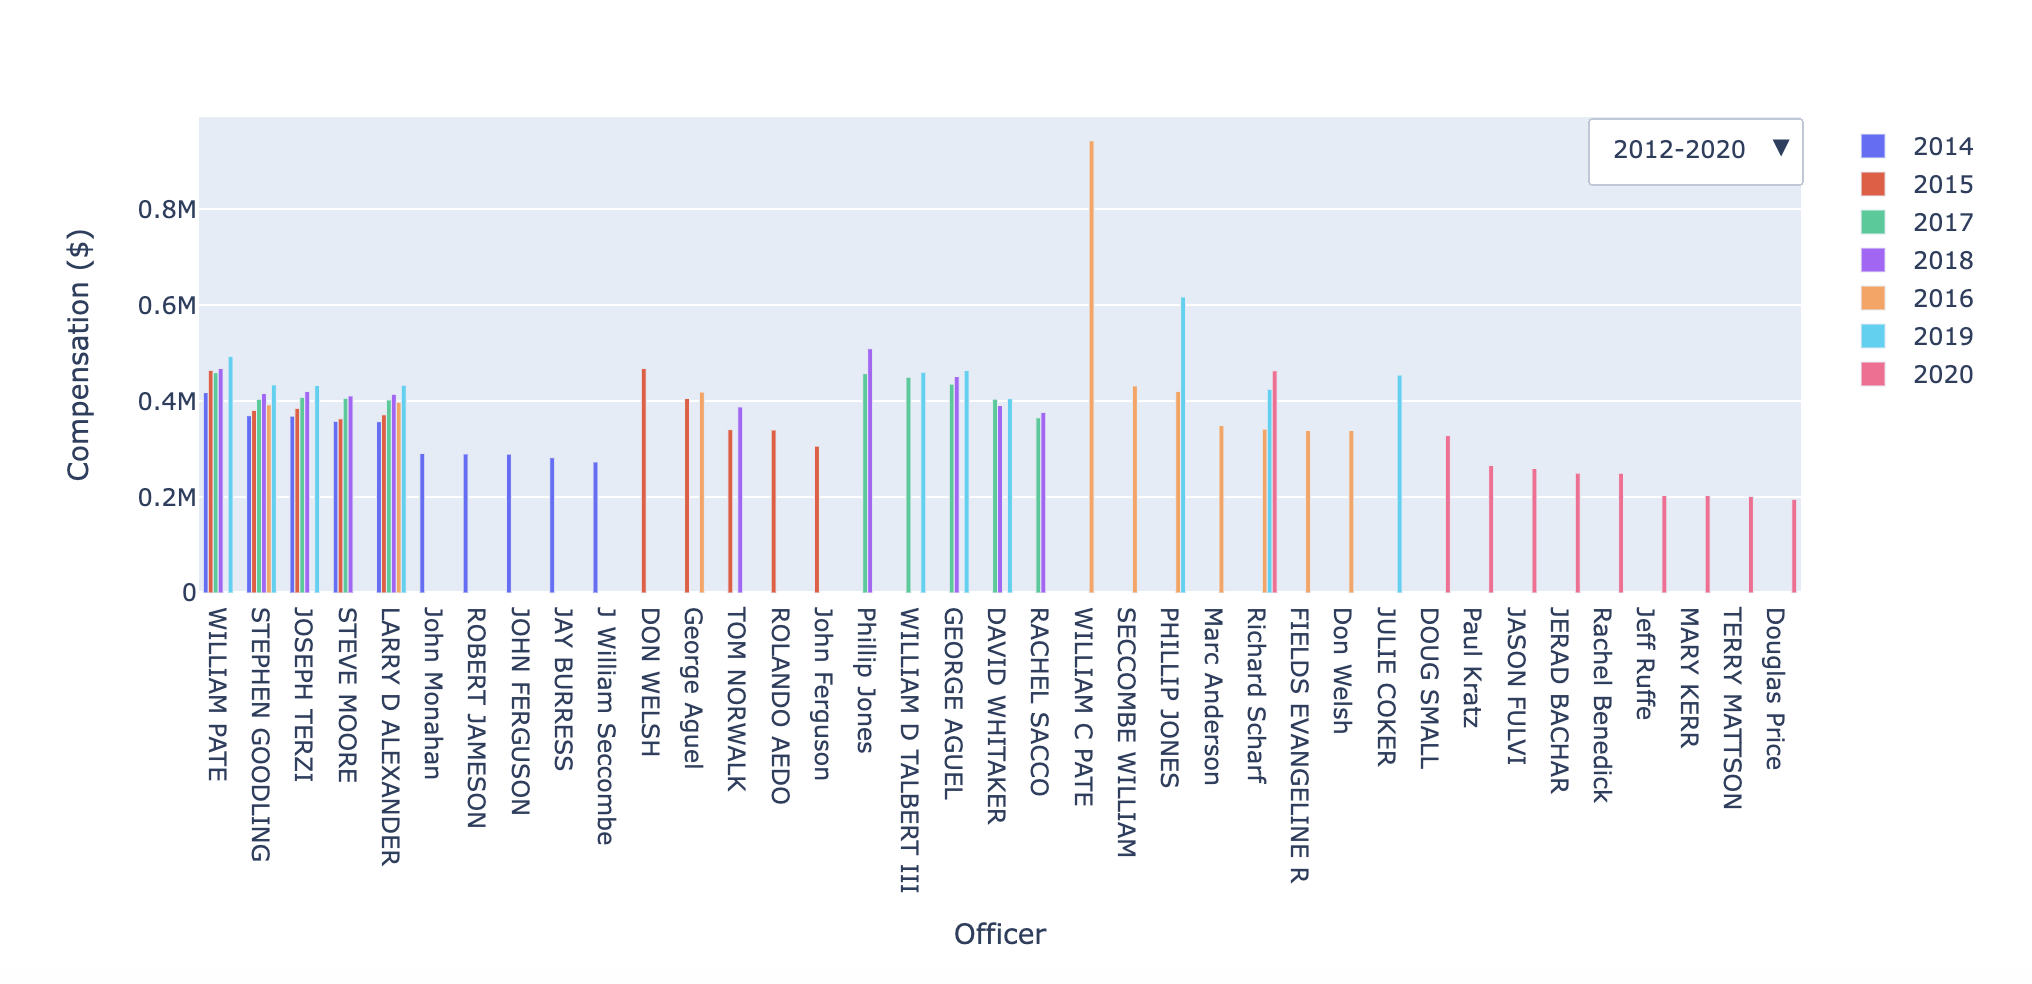 2012-2020 ▼
2014
2015
2017
2018
2016
2019
2020
Compensation ($)
0.8M
0.6M
0.4M
0.2M
0
WILLIAM PATE
STEPHEN GOODLING
JOSEPH TERZI
STEVE MOORE
LARRY D ALEXANDER
John Monahan
ROBERT JAMESON
JOHN FERGUSON
JAY BURRESS
J William Seccombe
DON WELSH
George Aguel
TOM NORWALK
ROLANDO AEDO
John Ferguson
Phillip Jones
WILLIAM D TALBERT III
GEORGE AGUEL
DAVID WHITAKER
RACHEL SACCO
WILLIAM C PATE
SECCOMBE WILLIAM
PHILLIP JONES
Marc Anderson
Richard Scharf
FIELDS EVANGELINE R
Don Welsh
JULIE COKER
DOUG SMALL
Paul Kratz
JASON FULVI
JERAD BACHAR
Rachel Benedick
Jeff Ruffe
MARY KERR
TERRY MATTSON
Douglas Price
Officer